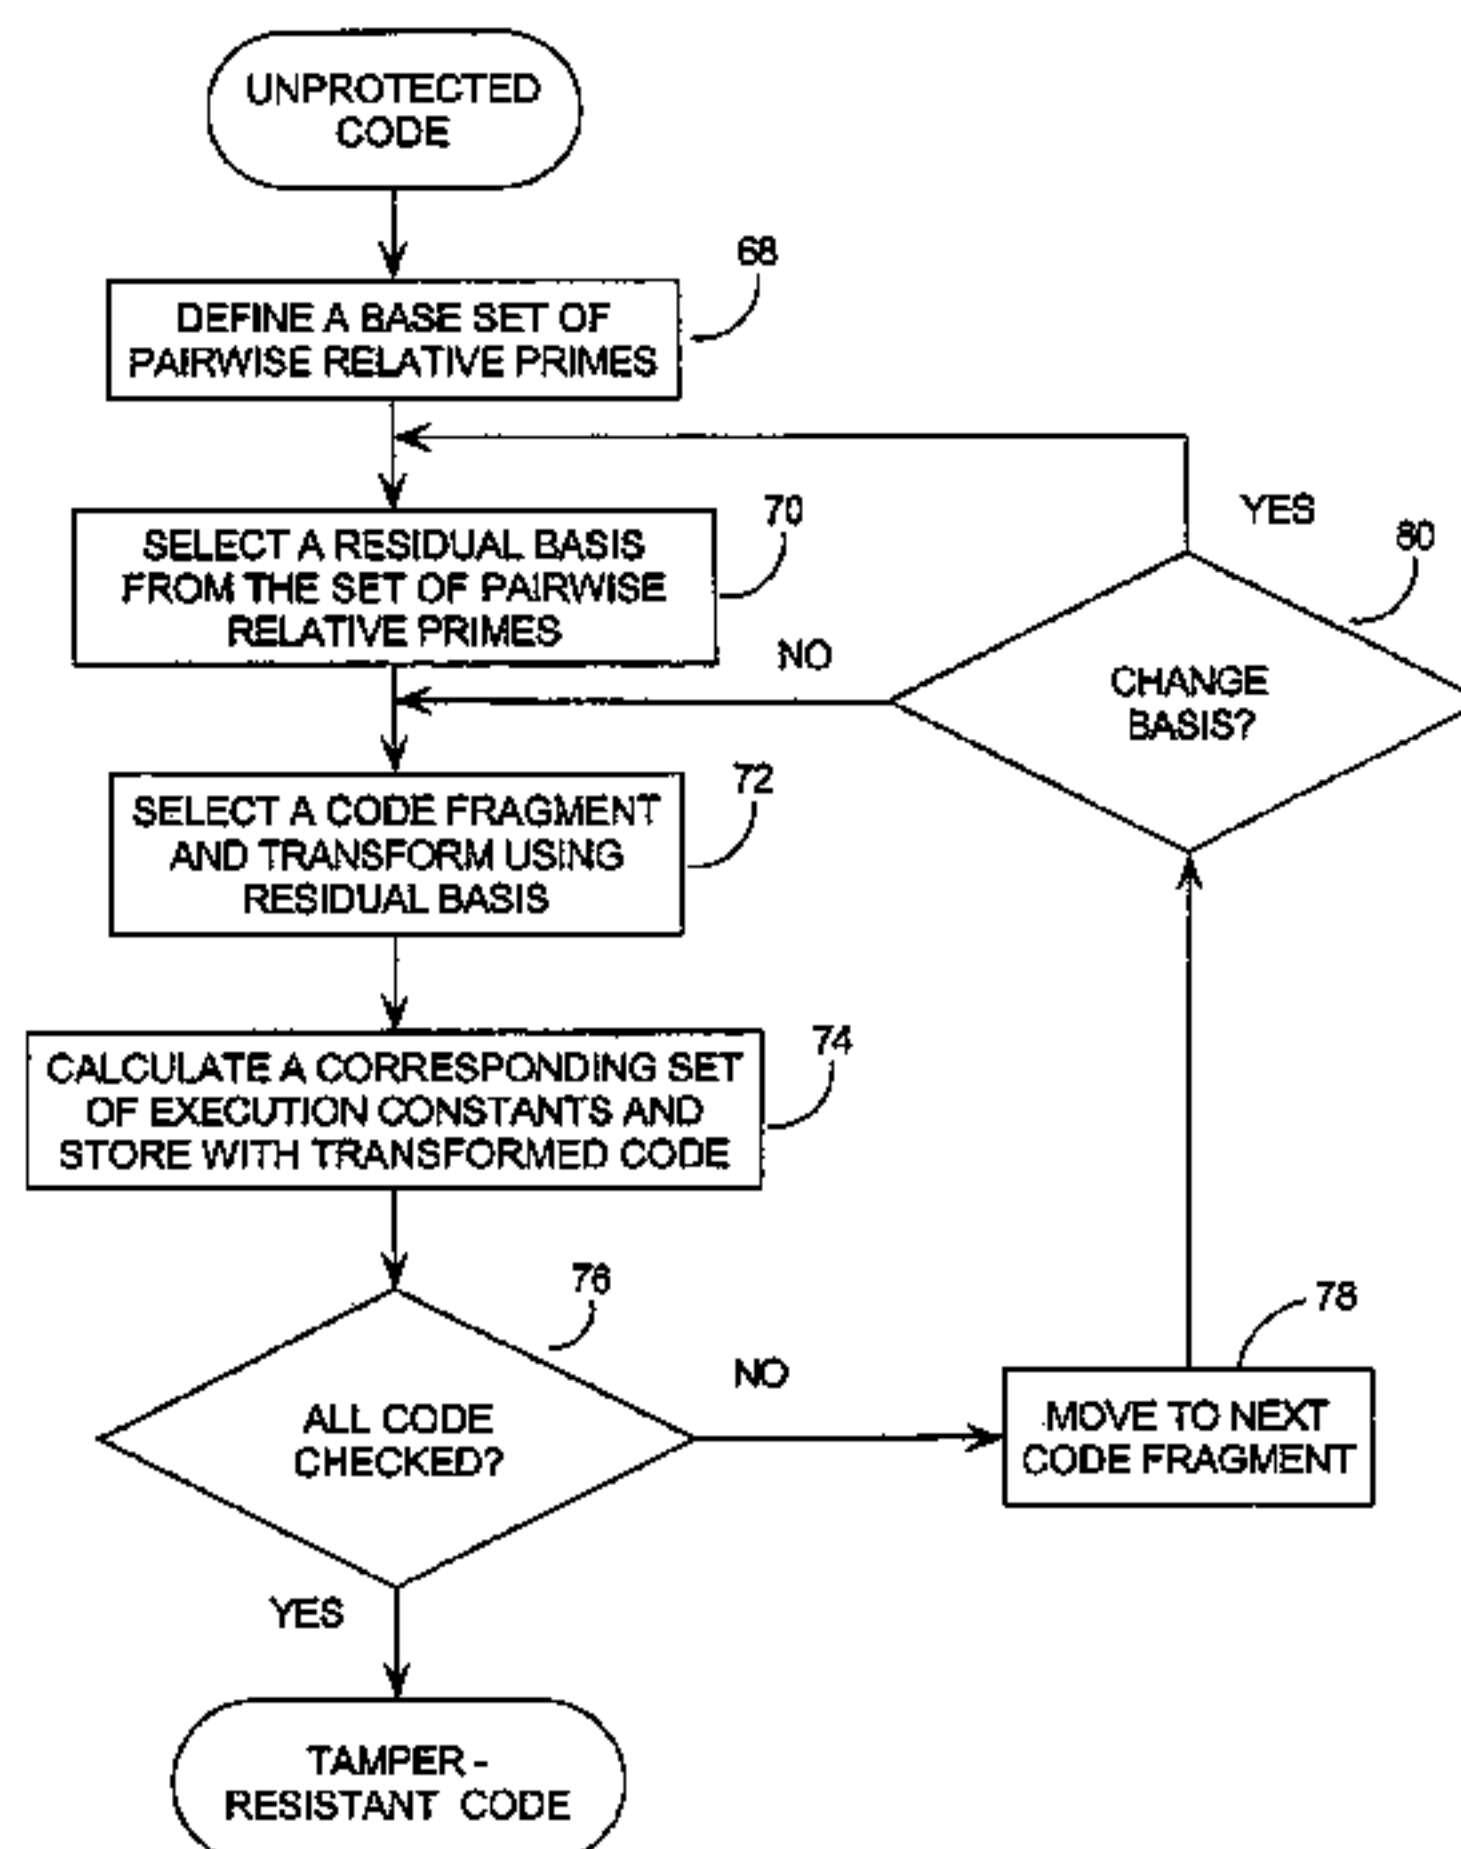 UNPROTECTED
CODE
68
DEFINE A BASE SET OF
PAIRWISE RELATIVE PRIMES
70
SELECT A RESIDUAL BASIS
FROM THE SET OF PAIRWISE
RELATIVE PRIMES
YES
80
NO
CHANGE
BASIS?
72
SELECT A CODE FRAGMENT
AND TRANSFORM USING
RESIDUAL BASIS
74
CALCULATE A CORRESPONDING SET
OF EXECUTION CONSTANTS AND
STORE WITH TRANSFORMED CODE
76
ALL CODE
CHECKED?
NO
78
MOVE TO NEXT
CODE FRAGMENT
YES
TAMPER -
RESISTANT CODE